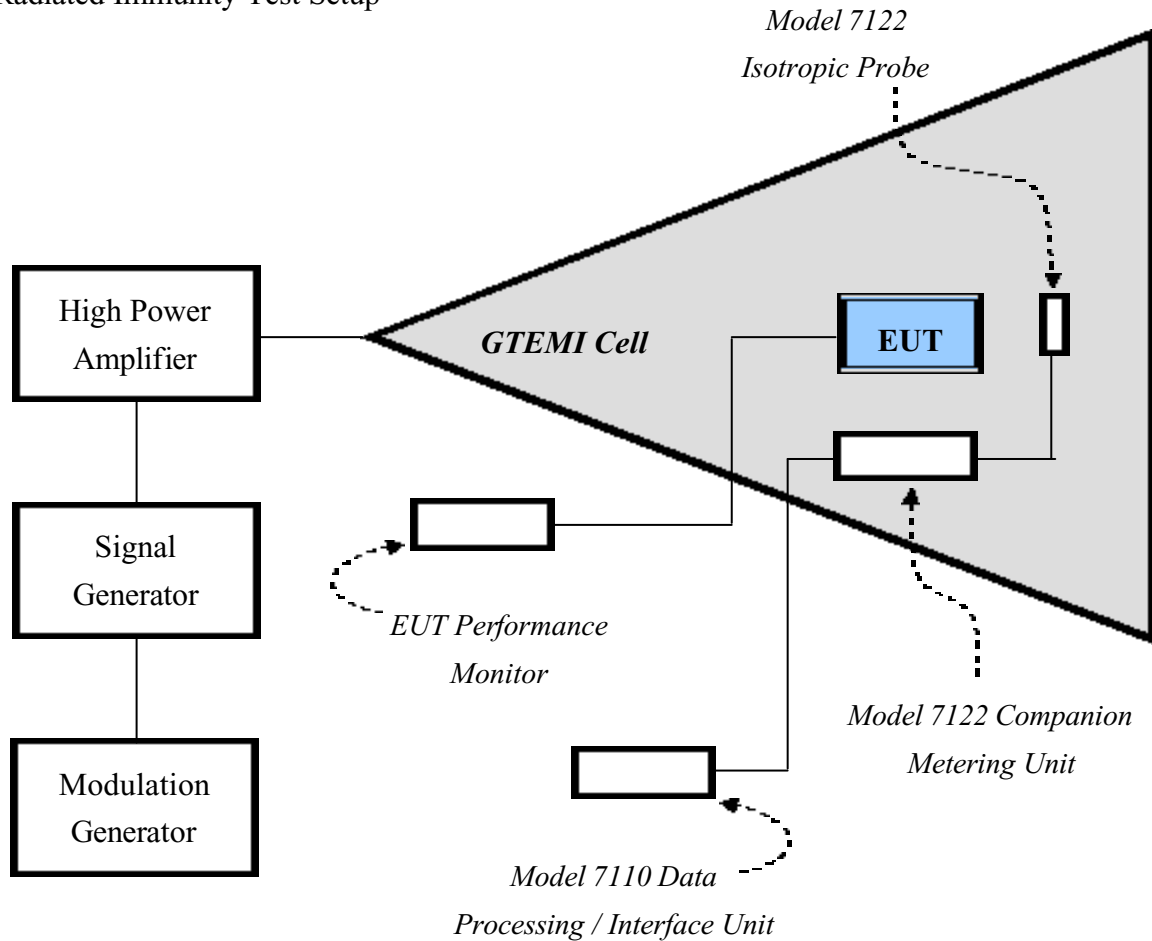 Radiated Immunity Test Setup
Model 7122
Isotropic Probe
High Power
Amplifier
GTEMI Cell
EUT
Signal
Generator
EUT Performance
Monitor
Model 7122 Companion
Metering Unit
Modulation
Generator
Model 7110 Data
Processing / Interface Unit